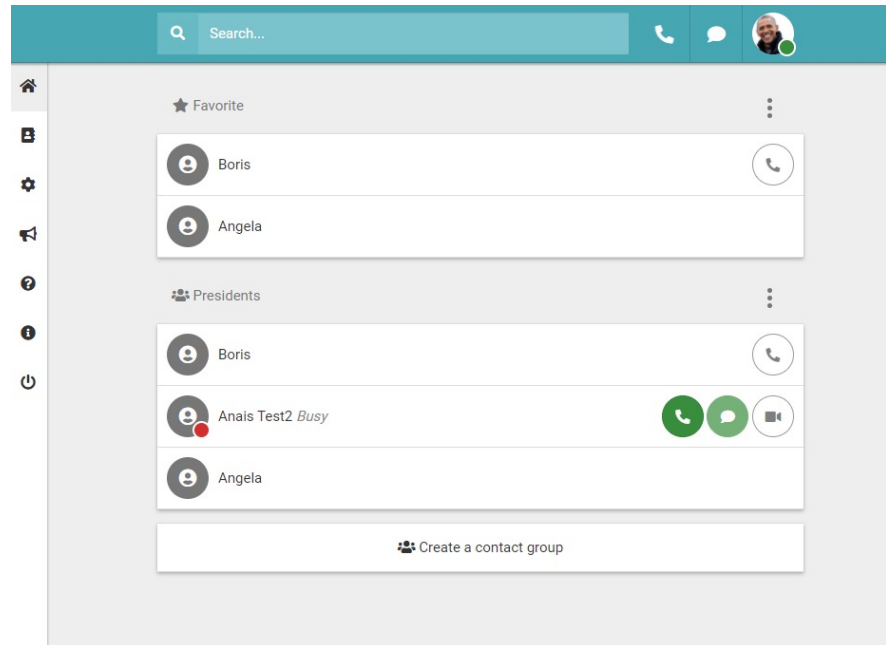 Search...
Favorite
Boris
Angela
Presidents
Boris
Anais Test2 Busy
Angela
Create a contact group